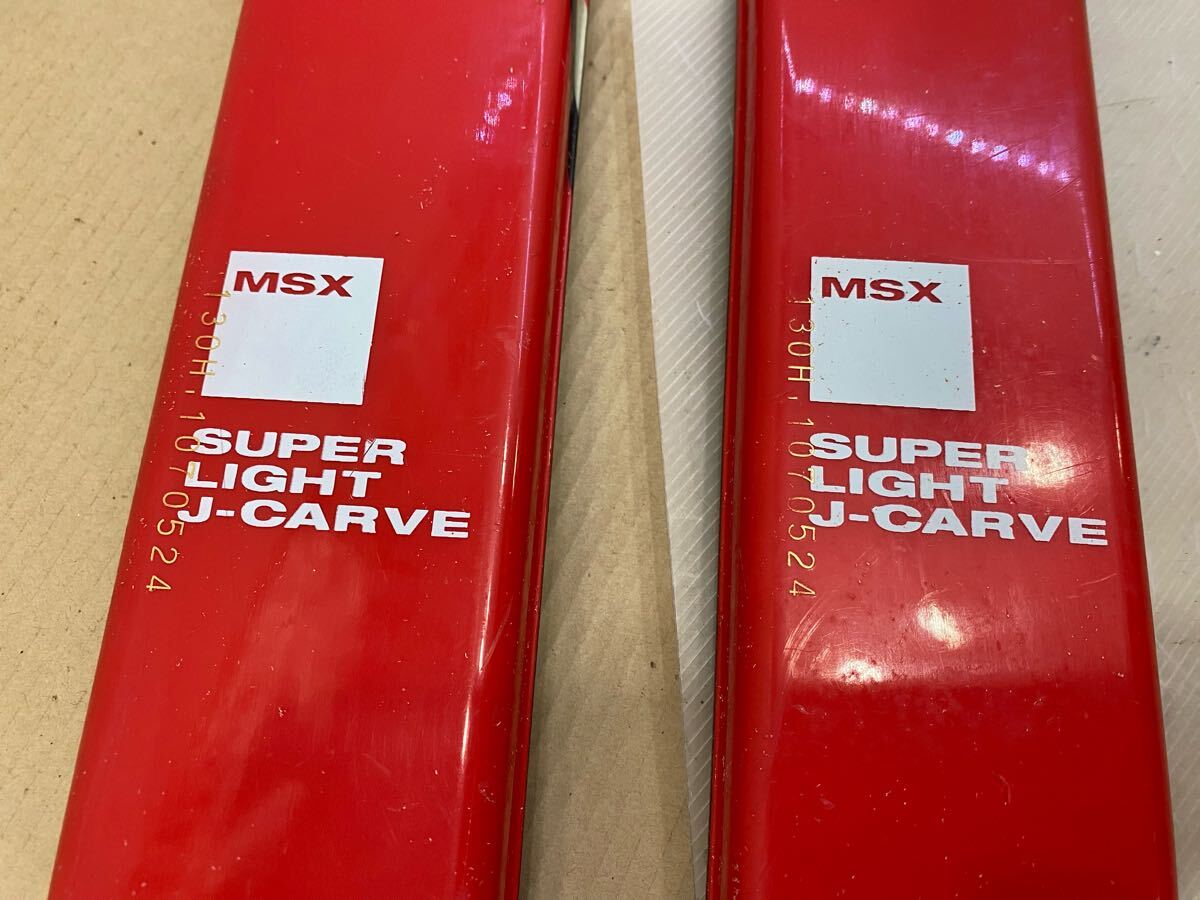 MSX
130H-1070524
SUPER
LIGHT
J-CARVE
MSX
130H-1070524
SUPER
LIGHT
J-CARVE